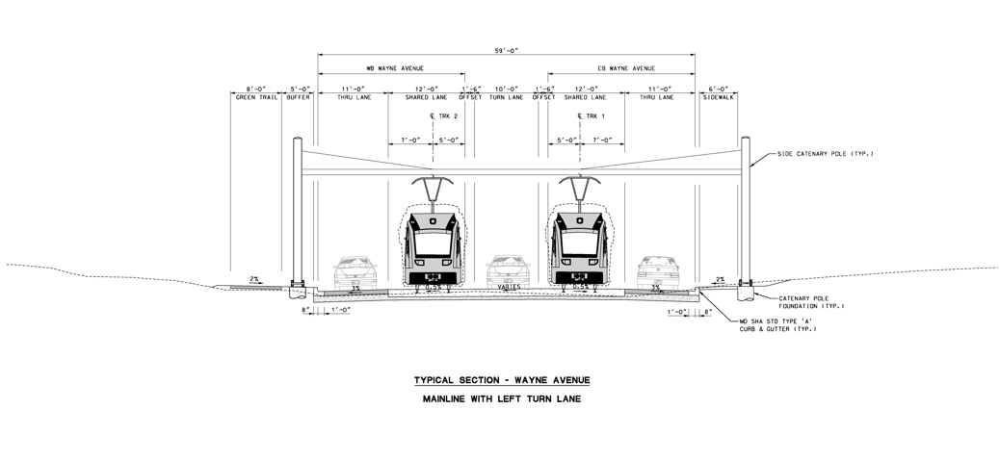 59'-0"
WB WAYNE AVENUE
EB WAYNE AVENUE
8'-0" 5'-0" 11'-0" 12'-0" 1'-6" 10'-0" 1'-6" 12'-0" 11'-0" 6'-0"
GREEN TRAIL BUFFER THRU LANE SHARED LANE OFFSET TURN LANE OFFSET SHARED LANE THRU LANE SIDEWALK
℄ TRK 2
℄ TRK 1
7'-0" 5'-0" 5'-0" 7'-0"
SIDE CATENARY POLE (TYP.)
2% 3% 0.5% VARIES 0.5% 3% 2%
CATENARY POLE
FOUNDATION (TYP.)
8" 1'-0" 1'-0" 8"
MD SHA STD TYPE 'A'
CURB & GUTTER (TYP.)
TYPICAL SECTION - WAYNE AVENUE
MAINLINE WITH LEFT TURN LANE